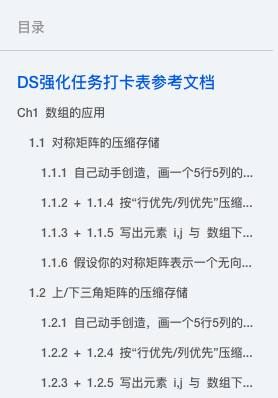 目录
DS强化任务打卡表参考文档
Ch1 数组的应用
1.1 对称矩阵的压缩存储
1.1.1 自己动手创造，画一个5行5列的...
1.1.2 + 1.1.4 按“行优先/列优先”压缩...
1.1.3 + 1.1.5 写出元素 i,j 与 数组下...
1.1.6 假设你的对称矩阵表示一个无向...
1.2 上/下三角矩阵的压缩存储
1.2.1 自己动手创造，画一个5行5列的...
1.2.2 + 1.2.4 按“行优先/列优先”压缩...
1.2.3 + 1.2.5 写出元素 i,j 与 数组下...